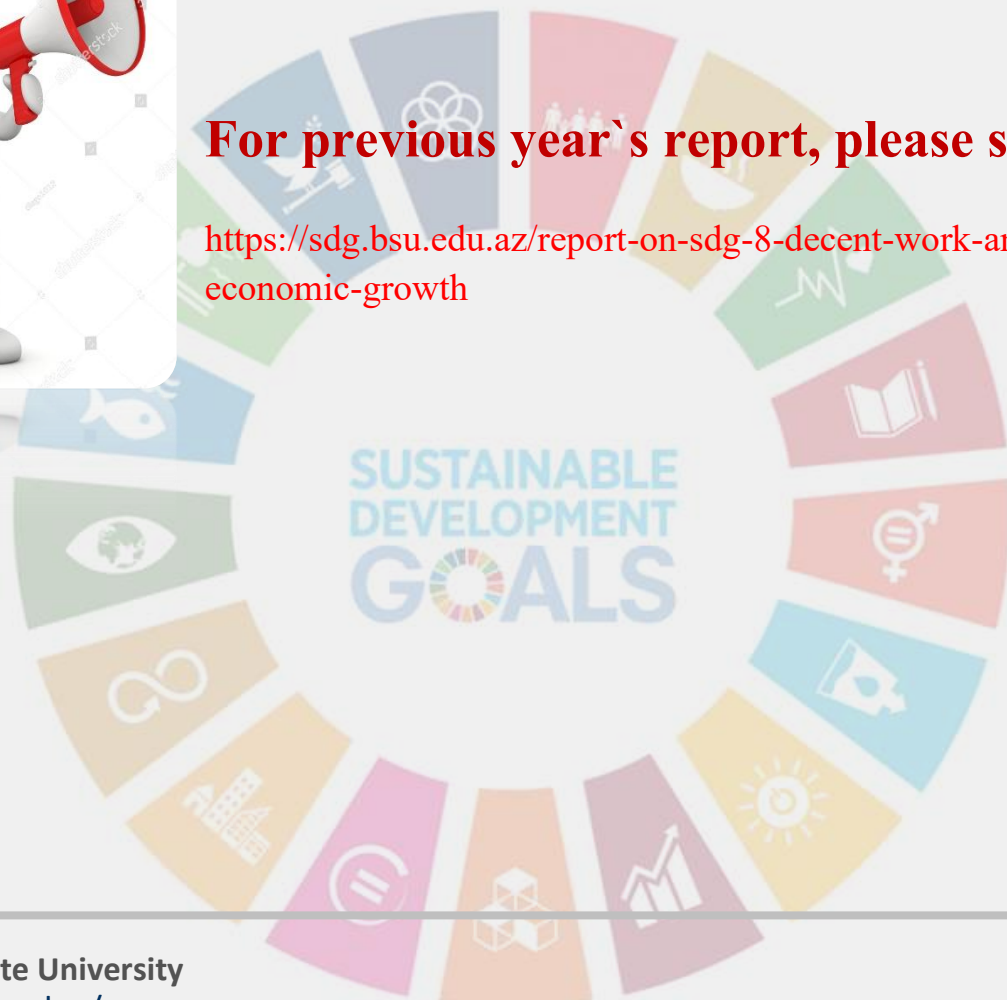 For previous year`s report, please s
https://sdg.bsu.edu.az/report-on-sdg-8-decent-work-a
economic-growth
SUSTAINABLE
DEVELOPMENT
GOALS
te University